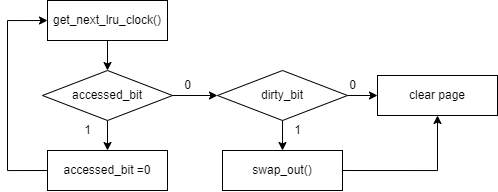 get_next_lru_clock()
accessed_bit
0
dirty_bit
0
clear page
1
1
accessed_bit =0
swap_out()